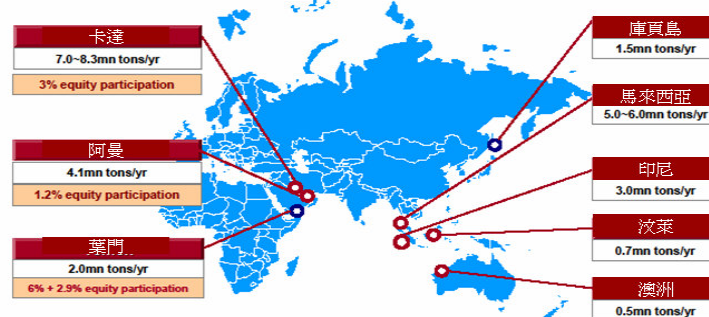 卡達
7.0~8.3mn tons/yr
3% equity participation
阿曼
4.1mn tons/yr
1.2% equity participation
葉門
2.0mn tons/yr
6% + 2.9% equity participation
庫頁島
1.5mn tons/yr
馬來西亞
5.0~6.0mn tons/yr
印尼
3.0mn tons/yr
汶萊
0.7mn tons/yr
澳洲
0.5mn tons/yr